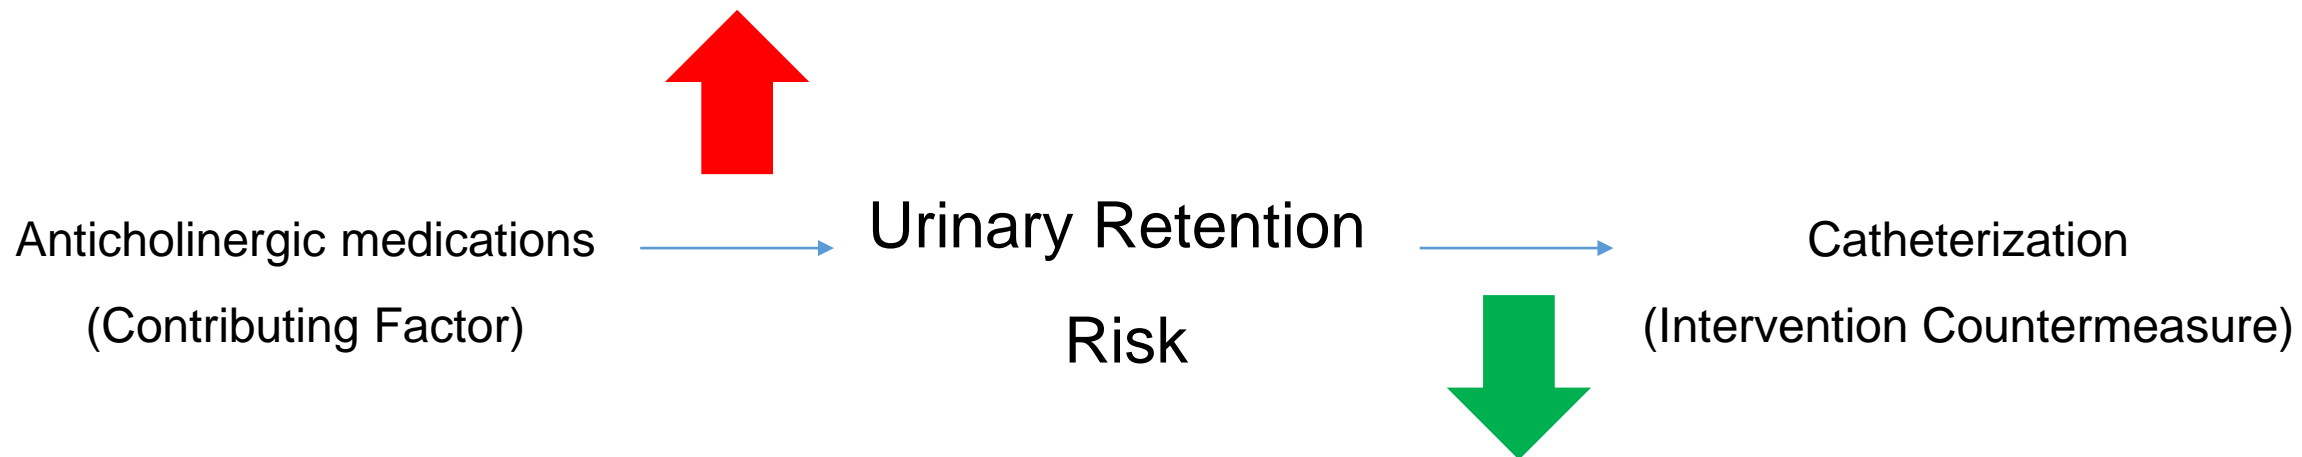 Anticholinergic medications
(Contributing Factor)
Urinary Retention
Risk
Catheterization
(Intervention Countermeasure)